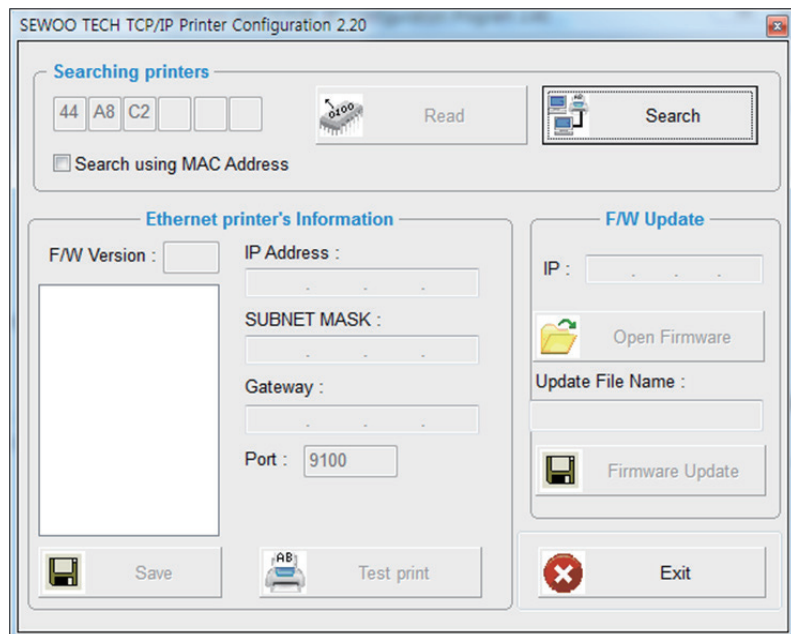 SEWOO TECH TCP/IP Printer Configuration 2.20
Searching printers
44 A8 C2
0100
Read
Search
Search using MAC Address
Ethernet printer's Information
F/W Version :
IP Address :
. . .
SUBNET MASK :
. . .
Gateway :
. . .
Port : 9100
AB
Save
Test print
F/W Update
IP : . . .
Open Firmware
Update File Name :
Firmware Update
Exit